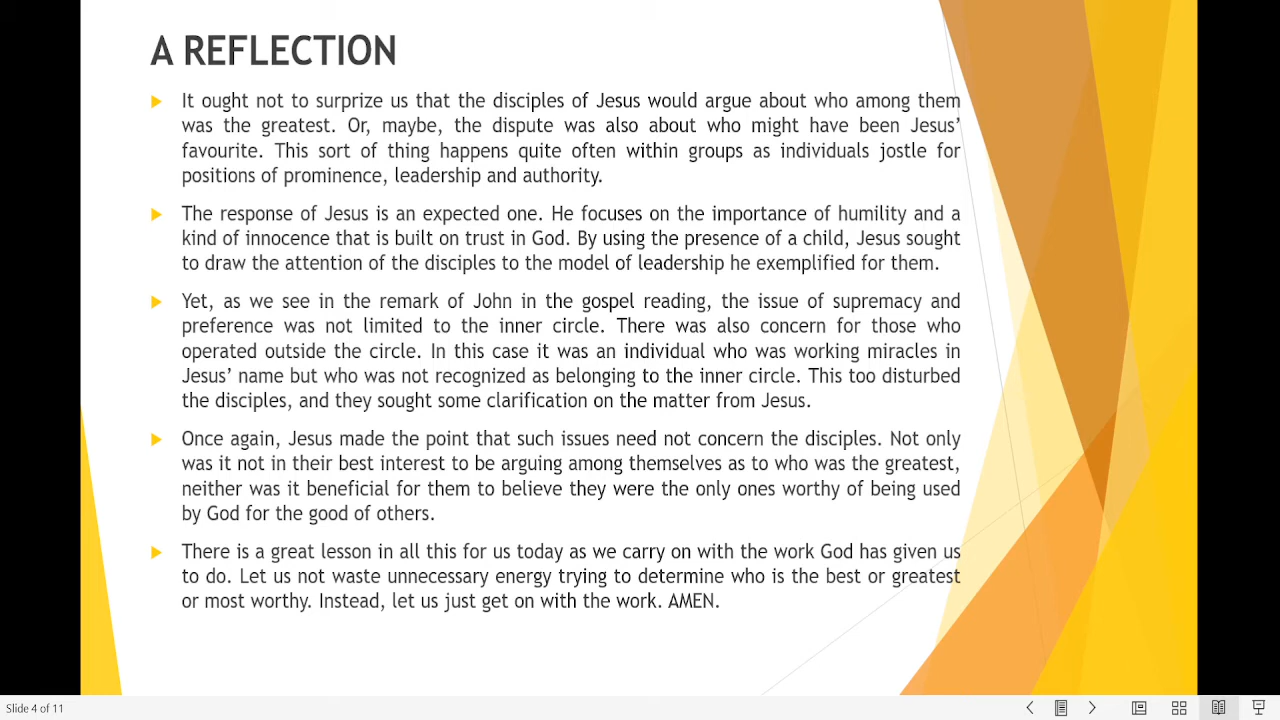 A REFLECTION
It ought not to surprize us that the disciples of Jesus would argue about who among them
was the greatest. Or, maybe, the dispute was also about who might have been Jesus’
favourite. This sort of thing happens quite often within groups as individuals jostle for
positions of prominence, leadership and authority.
The response of Jesus is an expected one. He focuses on the importance of humility and a
kind of innocence that is built on trust in God. By using the presence of a child, Jesus sought
to draw the attention of the disciples to the model of leadership he exemplified for them.
Yet, as we see in the remark of John in the gospel reading, the issue of supremacy and
preference was not limited to the inner circle. There was also concern for those who
operated outside the circle. In this case it was an individual who was working miracles in
Jesus’ name but who was not recognized as belonging to the inner circle. This too disturbed
the disciples, and they sought some clarification on the matter from Jesus.
Once again, Jesus made the point that such issues need not concern the disciples. Not only
was it not in their best interest to be arguing among themselves as to who was the greatest,
neither was it beneficial for them to believe they were the only ones worthy of being used
by God for the good of others.
There is a great lesson in all this for us today as we carry on with the work God has given us
to do. Let us not waste unnecessary energy trying to determine who is the best or greatest
or most worthy. Instead, let us just get on with the work. AMEN.
Slide 4 of 11